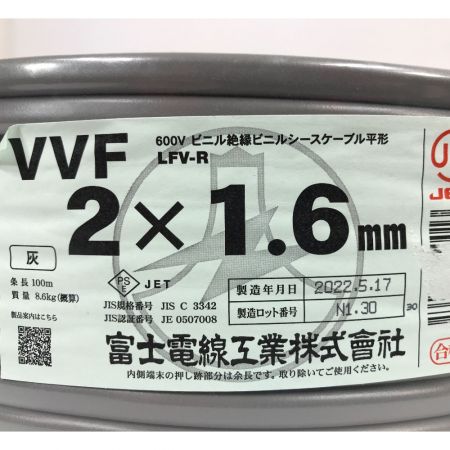 VVF
600V ビニル絶縁ビニルシースケーブル平形
LFV-R
2×1.6mm
灰
条長 100m
質量 8.6kg(概算)
製品案内はこちら
PS
E
JET
JIS規格番号 JIS C 3342
JIS認証番号 JE 0507008
製造年月日 2022.5.17
製造ロット番号 N1.30
30
富士電線工業株式會社
内側端末の押し跡部分は余長です。取り除いてご使用ください。